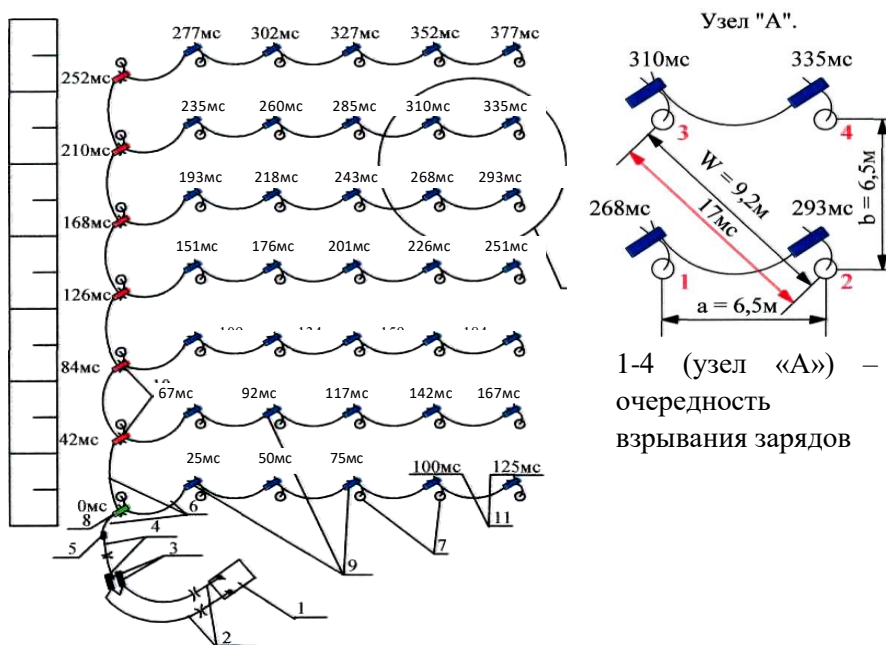 277мс 302мс 327мс 352мс 377мс
252мс
235мс 260мс 285мс 310мс 335мс
210мс
193мс 218мс 243мс 268мс 293мс
168мс
151мс 176мс 201мс 226мс 251мс
126мс
84мс
67мс 92мс 117мс 142мс 167мс
42мс
25мс 50мс 75мс 100мс 125мс
0мс
8
6
11
5
4
3
9
7
1
2
Узел "А".
310мс 335мс
3 4
W = 9,2м
17мс
b = 6,5м
268мс 293мс
1 2
a = 6,5м
1-4 (узел «А») –
очередность
взрывания зарядов